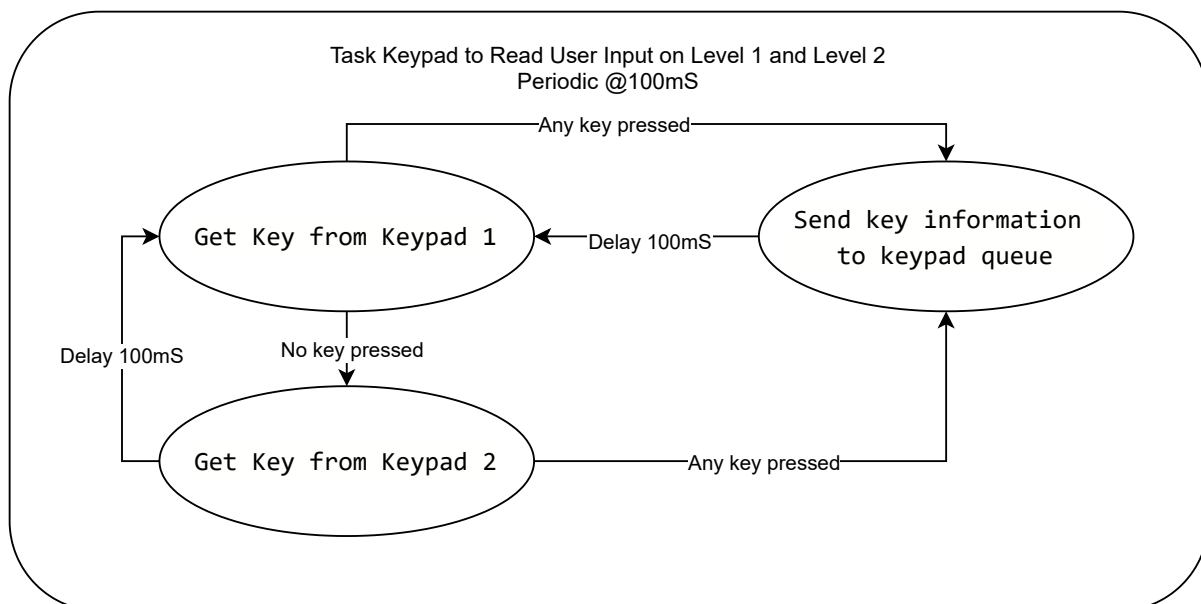 Task Keypad to Read User Input on Level 1 and Level 2
Periodic @100mS
Any key pressed
Get Key from Keypad 1
Delay 100mS
Send key information
to keypad queue
Delay 100mS
No key pressed
Get Key from Keypad 2
Any key pressed